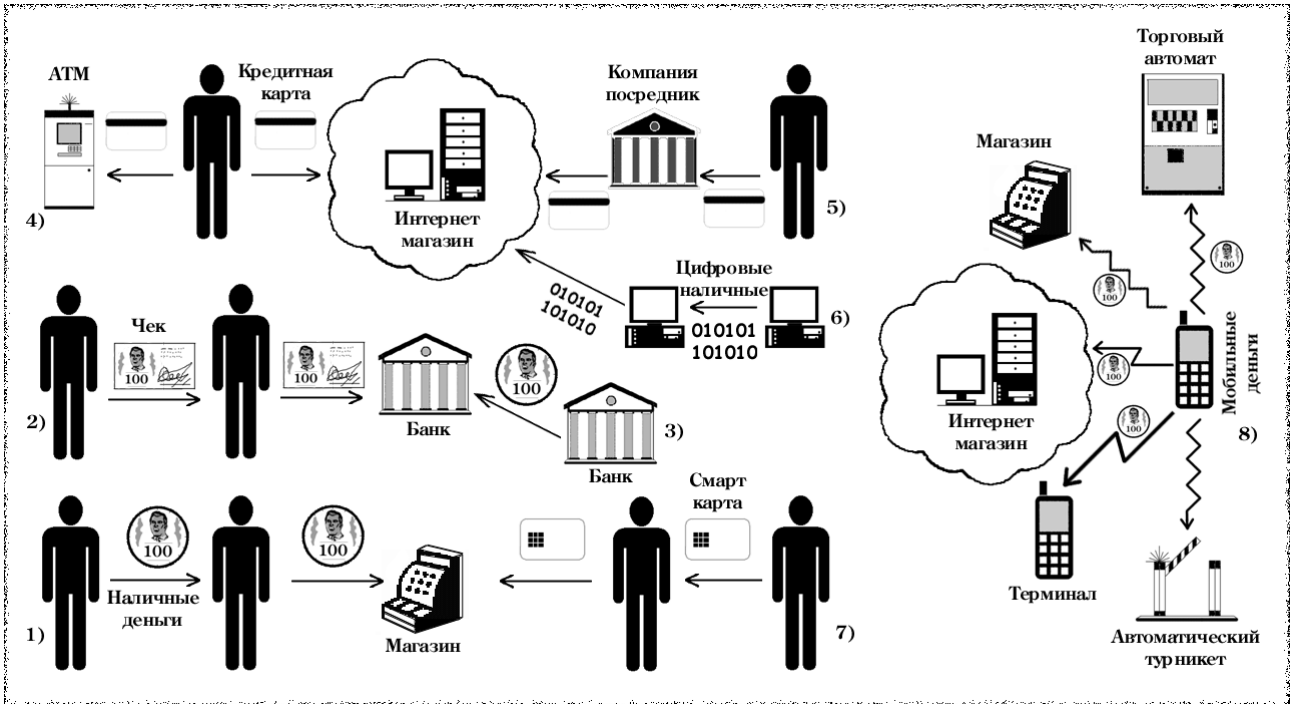 Торговый
автомат
АТМ
Кредитная
карта
Компания
посредник
Магазин
4)
Интернет
магазин
5)
100
Цифровые
наличные
010101
101010
010101
101010
6)
100
Чек
100
100
100
100
Мобильные
деньги
2)
Банк
3)
Банк
Интернет
магазин
100
8)
Смарт
карта
100
100
Наличные
деньги
1)
Магазин
7)
Терминал
Автоматический
турникет